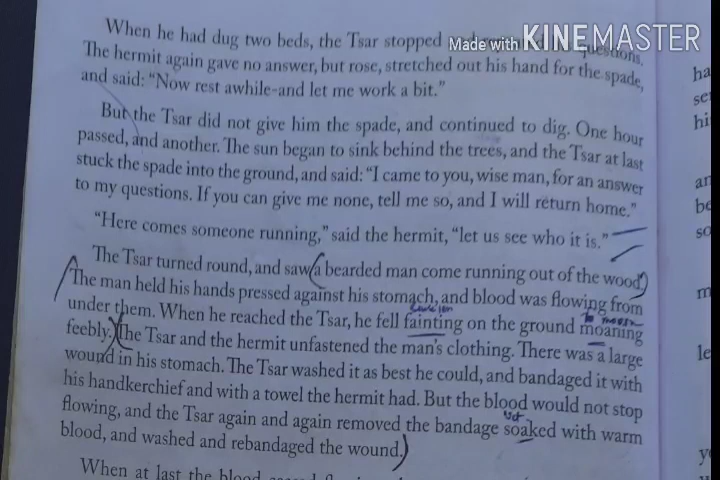 Made with KINEMASTER
When he had dug two beds, the Tsar stopped questions.
The hermit again gave no answer, but rose, stretched out his hand for the spade,
and said: “Now rest awhile-and let me work a bit.”
But the Tsar did not give him the spade, and continued to dig. One hour
passed, and another. The sun began to sink behind the trees, and the Tsar at last
stuck the spade into the ground, and said: “I came to you, wise man, for an answer
to my questions. If you can give me none, tell me so, and I will return home.”
“Here comes someone running,” said the hermit, “let us see who it is.”
The Tsar turned round, and saw a bearded man come running out of the wood.
The man held his hands pressed against his stomach, and blood was flowing from
under them. When he reached the Tsar, he fell fainting on the ground moaning
feebly. The Tsar and the hermit unfastened the man's clothing. There was a large
wound in his stomach. The Tsar washed it as best he could, and bandaged it with
his handkerchief and with a towel the hermit had. But the blood would not stop
wet
flowing, and the Tsar again and again removed the bandage soaked with warm
blood, and washed and rebandaged the wound.
When at last the blood
ha
se
hi
an
be
so
m
le
y